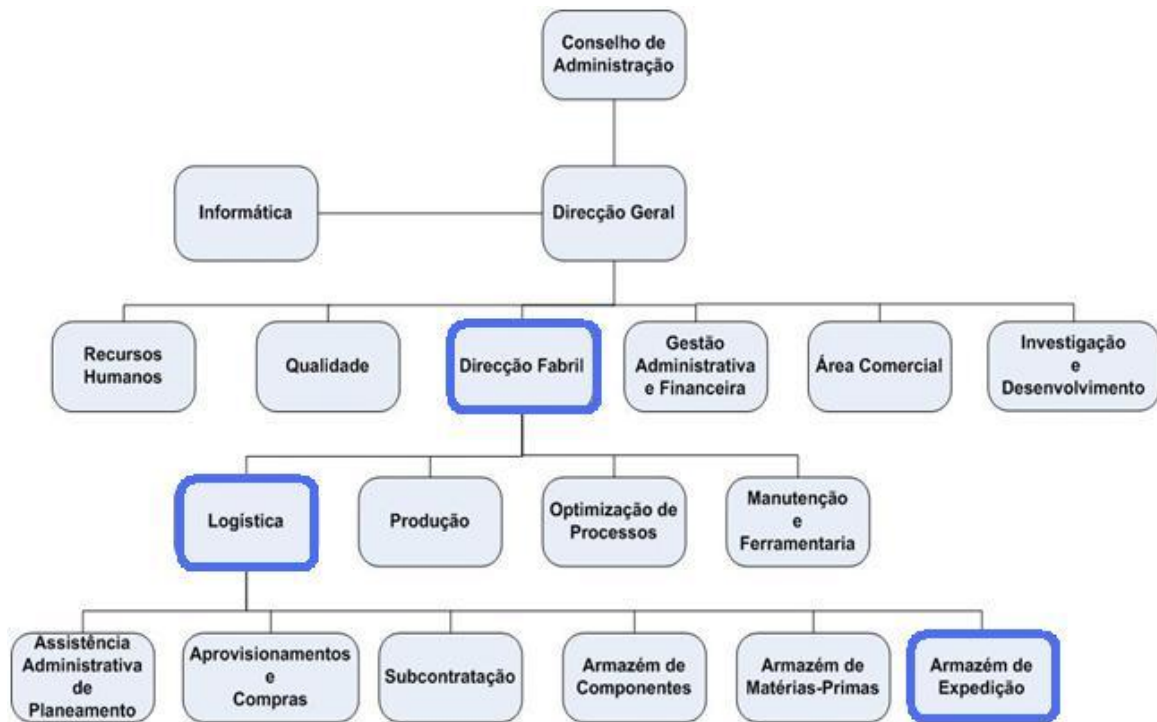 Conselho de
Administração
Informática
Direcção Geral
Recursos
Humanos
Qualidade
Direcção Fabril
Gestão
Administrativa
e Financeira
Área Comercial
Investigação
e
Desenvolvimento
Logística
Produção
Optimização de
Processos
Manutenção
e
Ferramentaria
Assistência
Administrativa
de
Planeamento
Aprovisionamentos
e
Compras
Subcontratação
Armazém de
Componentes
Armazém de
Matérias-Primas
Armazém de
Expedição